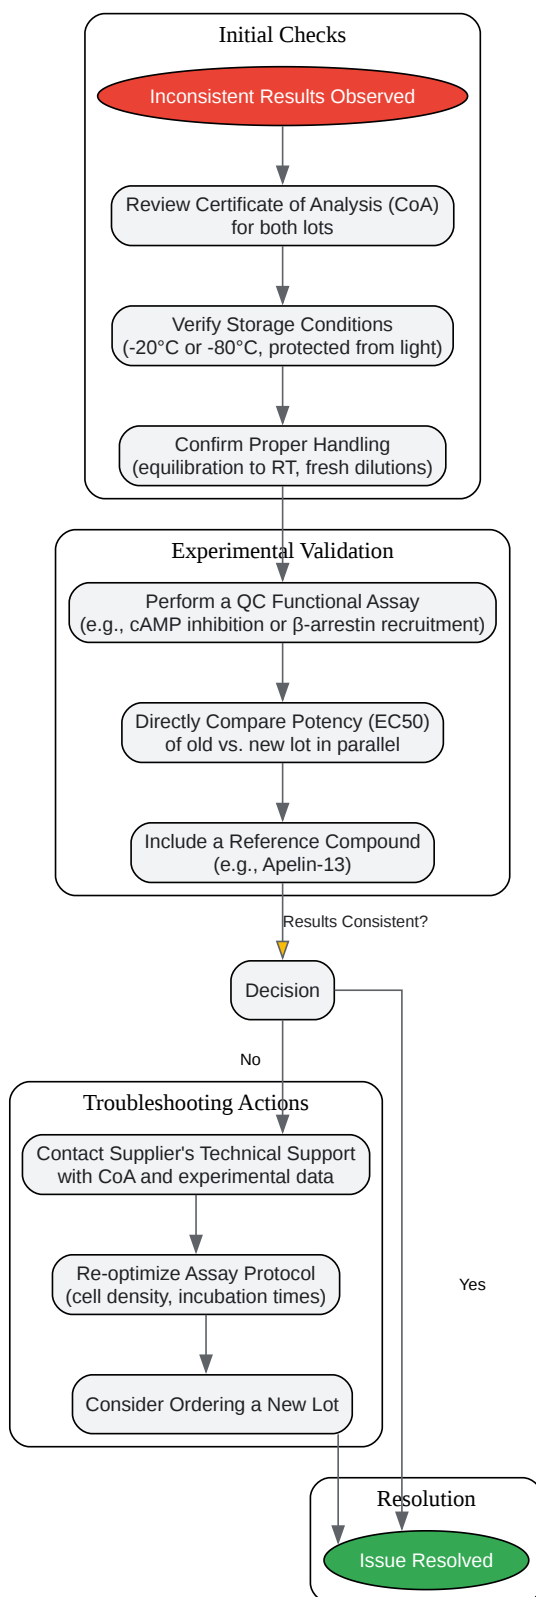 Initial Checks
Inconsistent Results Observed
Review Certificate of Analysis (CoA)
for both lots
Verify Storage Conditions
(-20°C or -80°C, protected from light)
Confirm Proper Handling
(equilibration to RT, fresh dilutions)
Experimental Validation
Perform a QC Functional Assay
(e.g., cAMP inhibition or β-arrestin recruitment)
Directly Compare Potency (EC50)
of old vs. new lot in parallel
Include a Reference Compound
(e.g., Apelin-13)
Results Consistent?
Decision
No
Troubleshooting Actions
Contact Supplier's Technical Support
with CoA and experimental data
Re-optimize Assay Protocol
(cell density, incubation times)
Yes
Consider Ordering a New Lot
Resolution
Issue Resolved